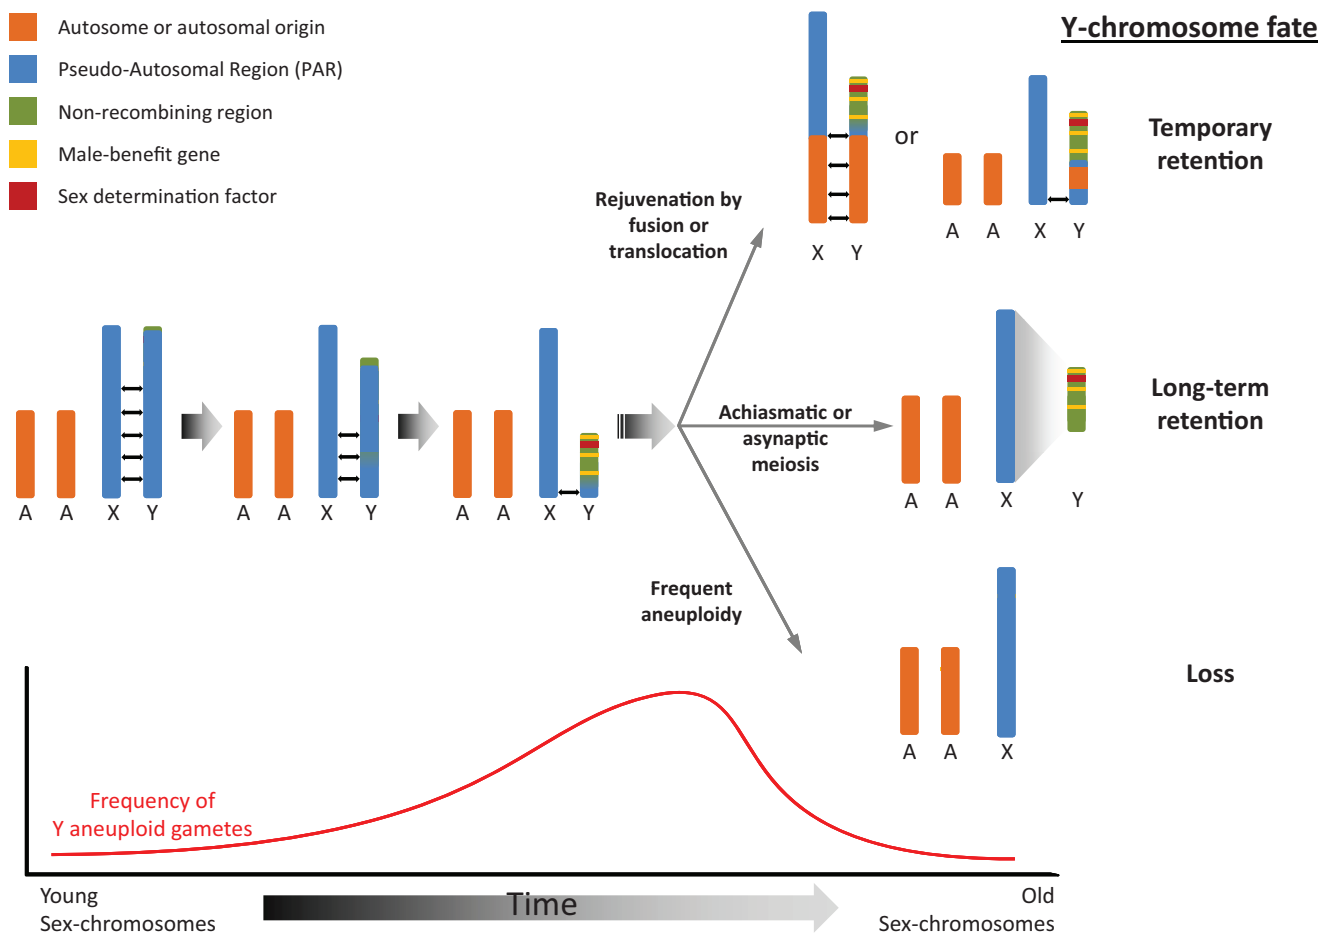 Autosome or autosomal origin
Pseudo-Autosomal Region (PAR)
Non-recombining region
Male-benefit gene
Sex determination factor
Y-chromosome fate
Rejuvenation by
fusion or
translocation
X Y
or
A A X Y
Temporary
retention
A A X Y
A A X Y
A A X Y
Achiasmatic or
asynaptic
meiosis
A A X Y
Long-term
retention
Frequent
aneuploidy
A A X
Loss
Frequency of
Y aneuploid gametes
Young
Sex-chromosomes
Time
Old
Sex-chromosomes